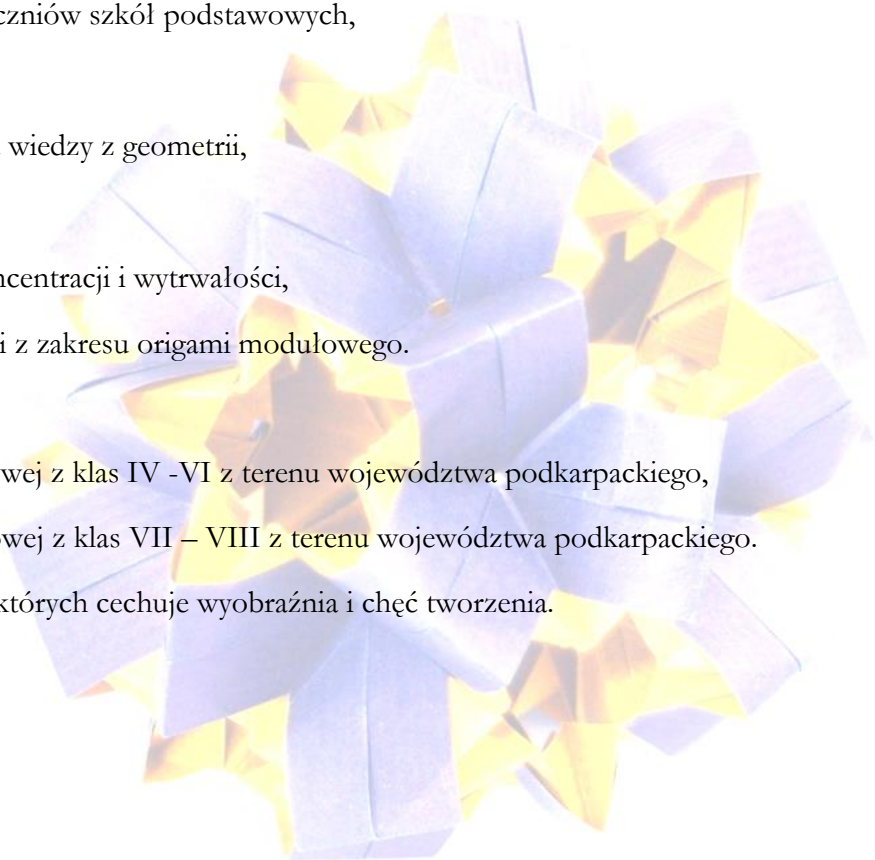 czniów szkół podstawowych,
wiedzy z geometrii,
ncentracji i wytrwałości,
i z zakresu origami modułowego.
wej z klas IV -VI z terenu województwa podkarpackiego,
owej z klas VII – VIII z terenu województwa podkarpackiego.
których cechuje wyobraźnia i chęć tworzenia.